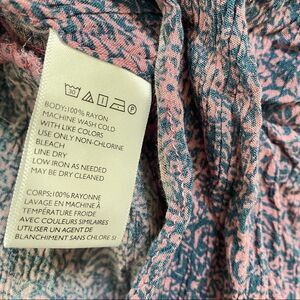 30
BODY:100% RAYON
MACHINE WASH COLD
WITH LIKE COLORS
USE ONLY NON-CHLORINE
BLEACH
LINE DRY
LOW IRON AS NEEDED
MAY BE DRY CLEANED
CORPS:100% RAYONNE
LAVAGE EN MACHINE À
TEMPÉRATURE FROIDE
AVEC COULEURS SIMILAIRES
UTILISER UN AGENT DE
BLANCHIMENT SANS CHLORE SI